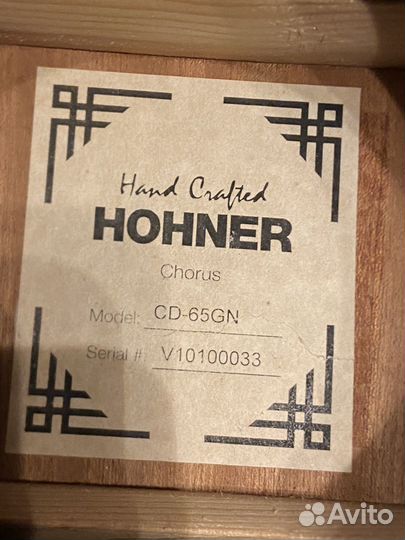 Hand Crafted
HOHNER
Chorus
Model: CD-65GN
Serial # V10100033
Avito